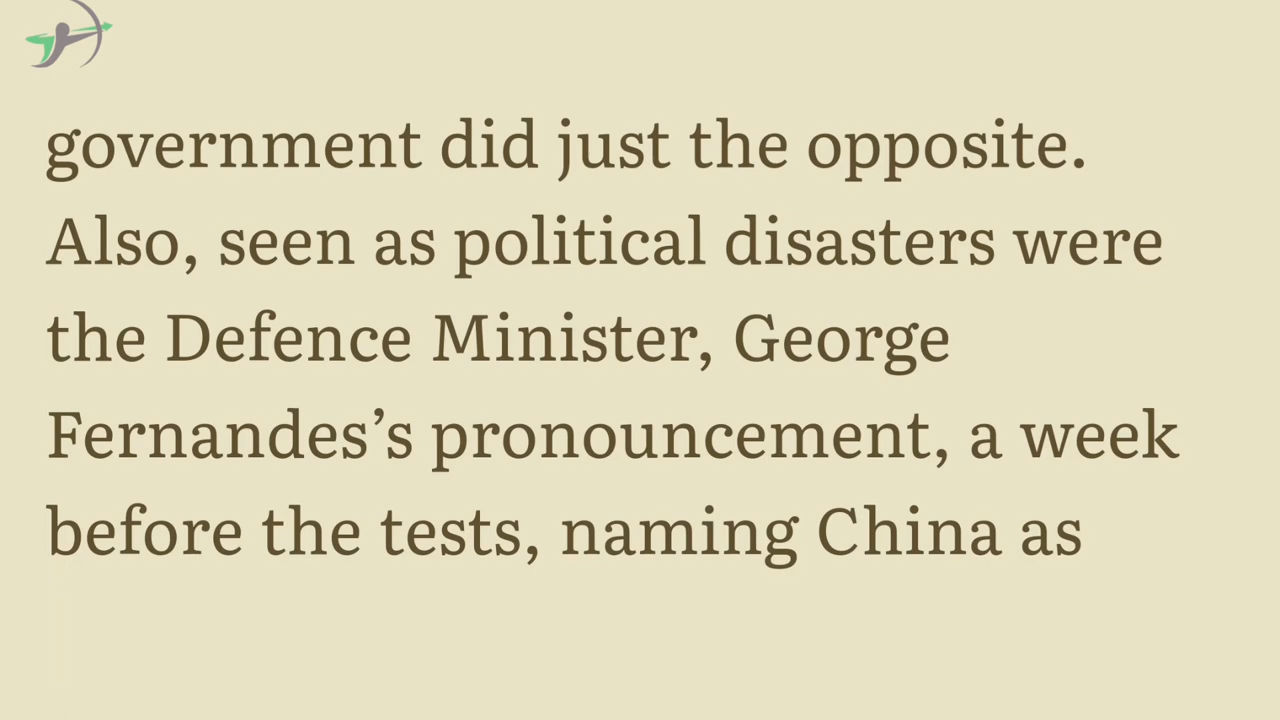 government did just the opposite.
Also, seen as political disasters were
the Defence Minister, George
Fernandes’s pronouncement, a week
before the tests, naming China as